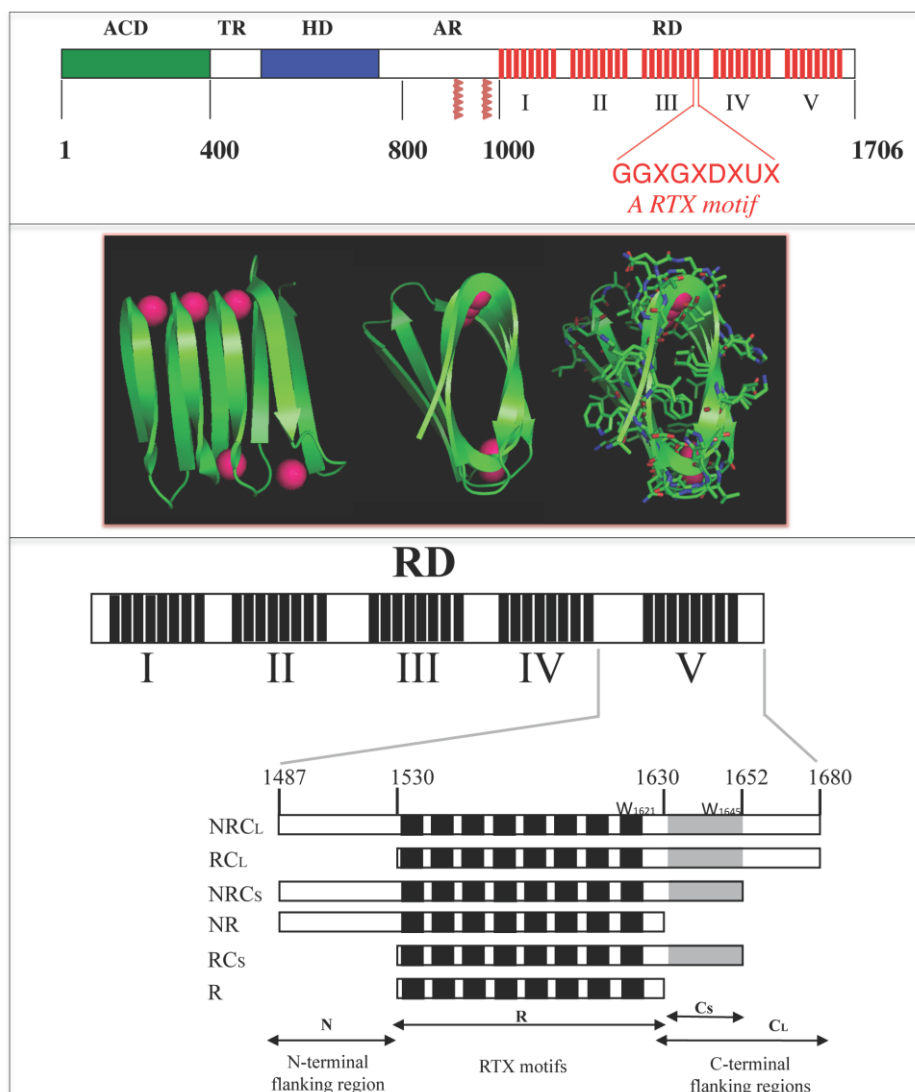 ACD TR HD AR RD
I II III IV V
1 400 800 1000 1706
GGXGXDXUX
A RTX motif
RD
I II III IV V
1487 1530 1630 1652 1680
W1621 W1645
NRCL
RCL
NRCS
NR
RCS
R
N R Cs CL
N-terminal flanking region
RTX motifs
C-terminal flanking regions